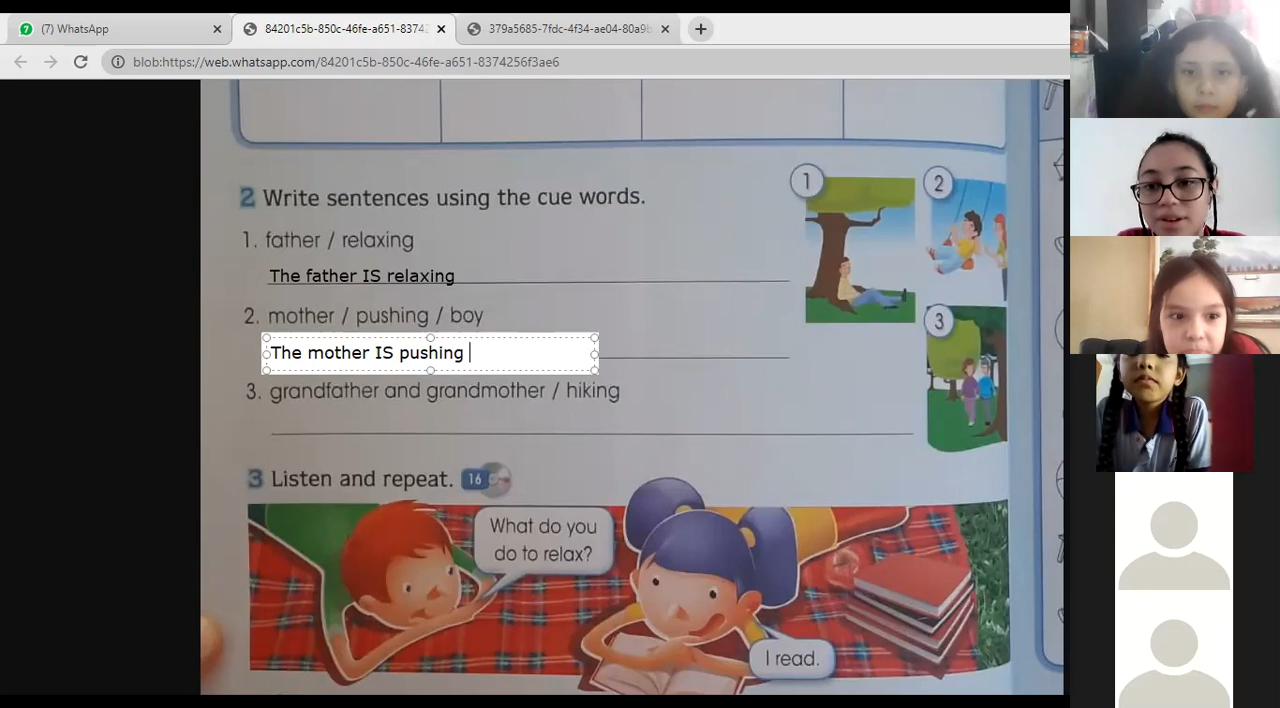 (7) WhatsApp
84201c5b-850c-46fe-a651-83742
379a5685-7fdc-4f34-ae04-80a9b
blob:https://web.whatsapp.com/84201c5b-850c-46fe-a651-8374256f3ae6
2 Write sentences using the cue words.
1. father / relaxing
The father IS relaxing
2. mother / pushing / boy
The mother IS pushing
3. grandfather and grandmother / hiking
1
2
3
3 Listen and repeat. 16
What do you
do to relax?
I read.